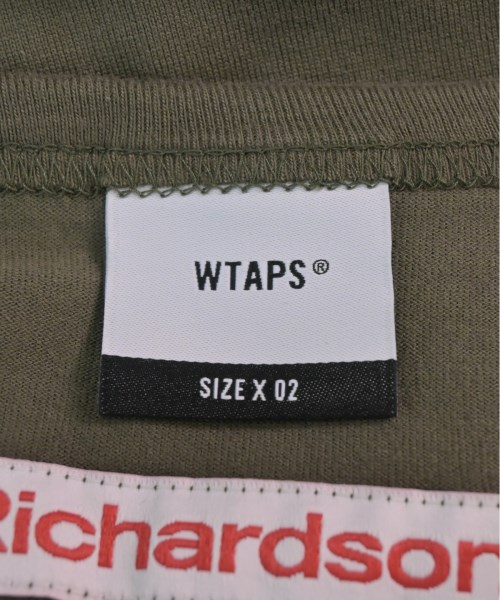 WTAPS®
SIZE X 02
Richardson